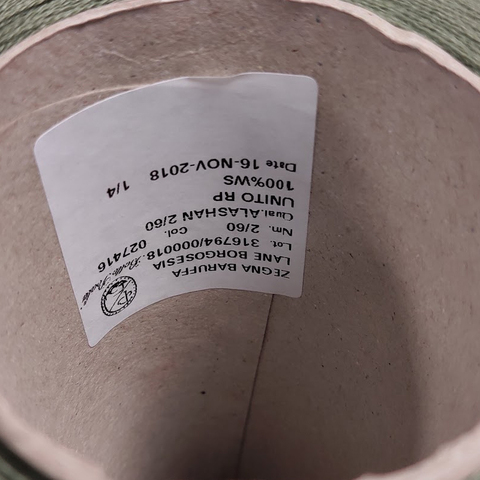 ZEGNA BARUFFA
LANE BORGOSESIA
Lot. 316794/000018
Nm. 2/60 Col. 027416
Qual.ALASHAN 2/60
UNITO RP
100%WS 1/4
Date 16-NOV-2018